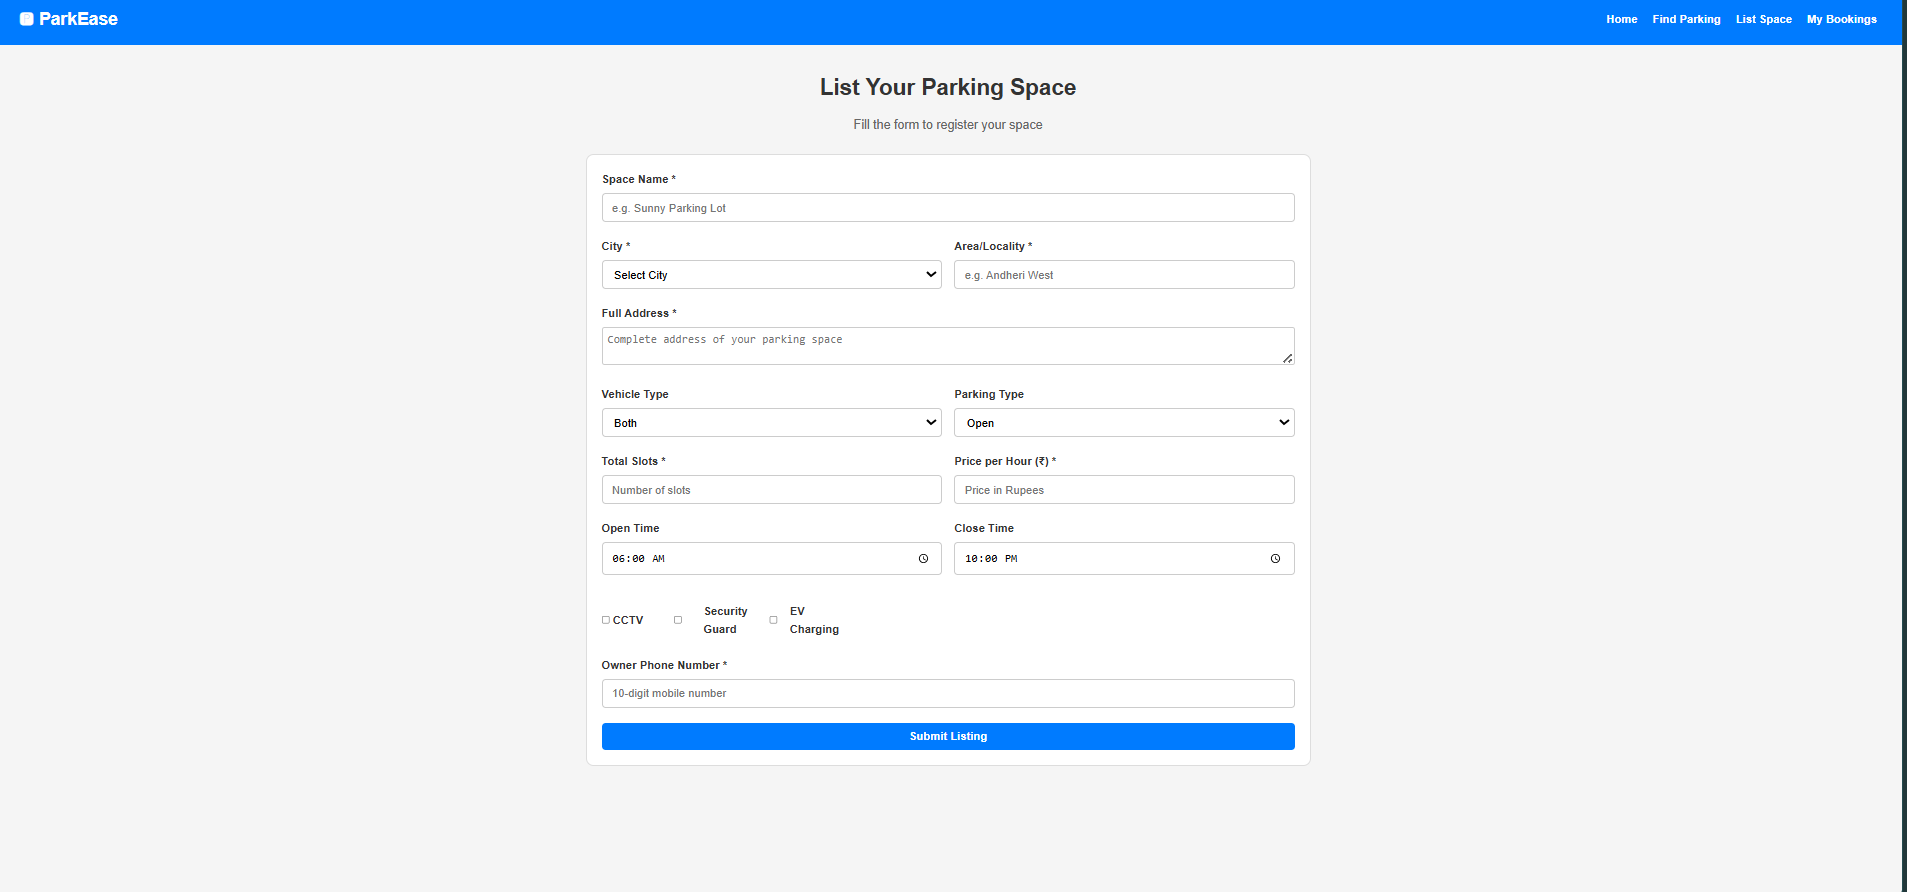 P ParkEase
Home Find Parking List Space My Bookings
List Your Parking Space
Fill the form to register your space
Space Name *
e.g. Sunny Parking Lot
City * Area/Locality *
Select City e.g. Andheri West
Full Address *
Complete address of your parking space
Vehicle Type Parking Type
Both Open
Total Slots * Price per Hour (₹) *
Number of slots Price in Rupees
Open Time Close Time
06:00 AM 10:00 PM
CCTV Security Guard EV Charging
Owner Phone Number *
10-digit mobile number
Submit Listing